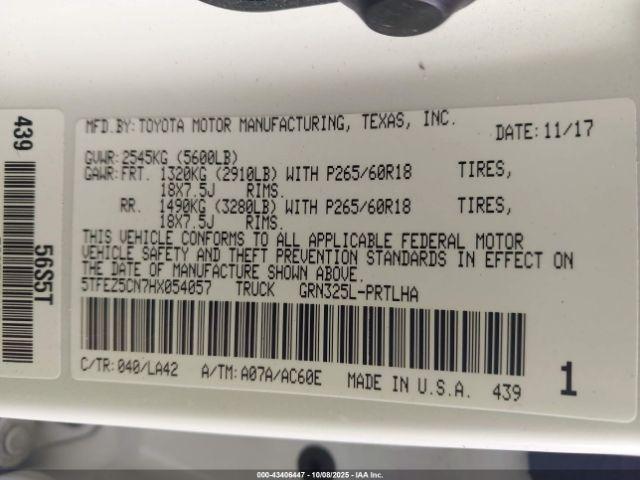 MFD.BY:TOYOTA MOTOR MANUFACTURING, TEXAS, INC. DATE:11/17
GVWR:2545KG (5600LB)
GAWR:FRT. 1320KG (2910LB) WITH P265/60R18 TIRES,
18X7.5J RIMS.
RR. 1490KG (3280LB) WITH P265/60R18 TIRES,
18X7.5J RIMS.
THIS VEHICLE CONFORMS TO ALL APPLICABLE FEDERAL MOTOR
VEHICLE SAFETY AND THEFT PREVENTION STANDARDS IN EFFECT ON
THE DATE OF MANUFACTURE SHOWN ABOVE.
5TFEZ5CN7HX054057 TRUCK GRN325L-PRTLHA
C/TR:040/LA42 A/TM:A07A/AC60E MADE IN U.S.A. 439 1
439
56S5T
000-43406447 - 10/08/2025 - IAA Inc.